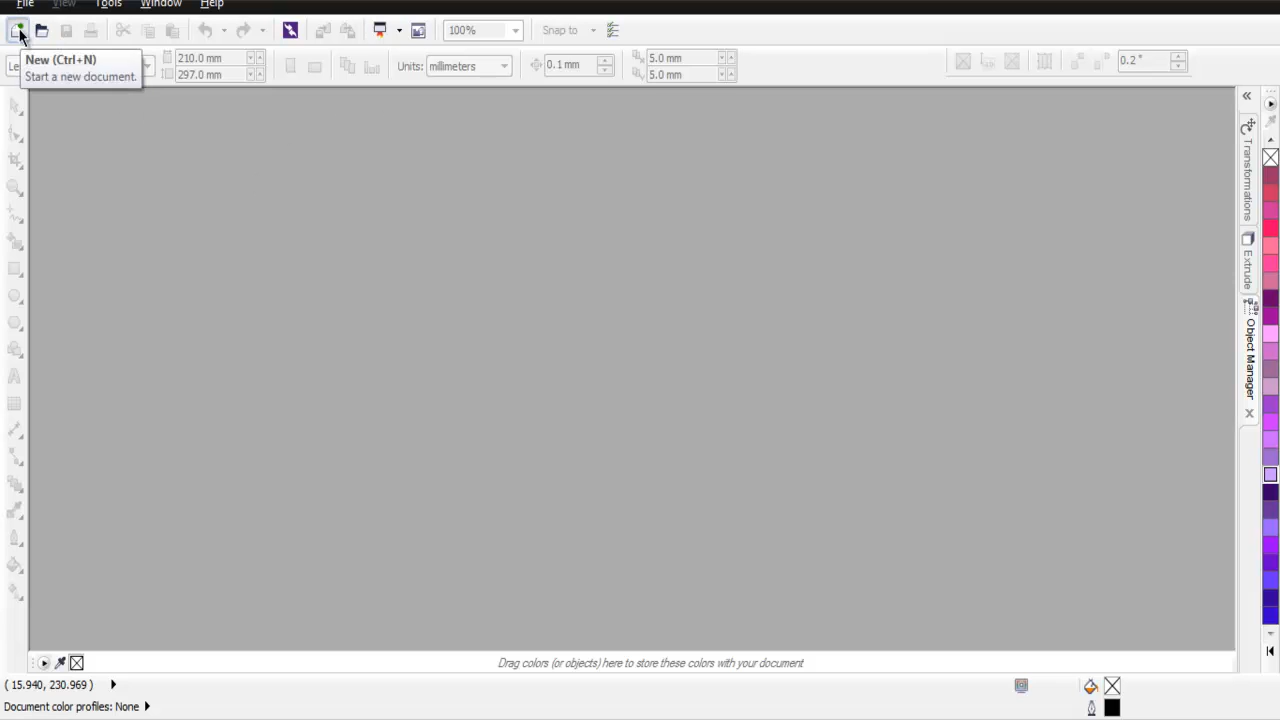 File View Tools Window Help
100% Snap to
New (Ctrl+N)
Start a new document.
Le
210.0 mm
297.0 mm
Units: millimeters
0.1 mm
5.0 mm
5.0 mm
0.2 °
Transformations
Extrude
Object Manager
Drag colors (or objects) here to store these colors with your document
( 15.940, 230.969 )
Document color profiles: None